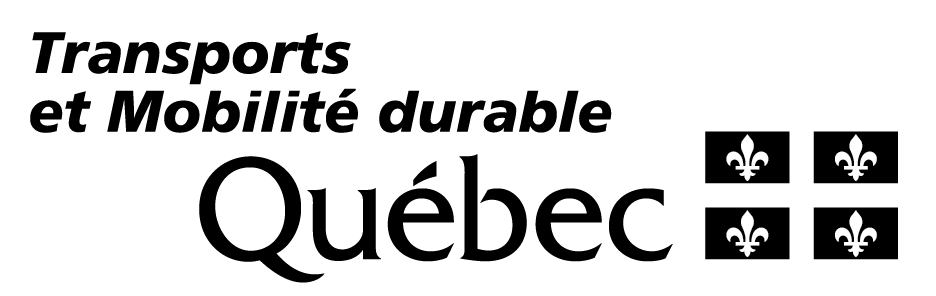 Transports
et Mobilité durable
Québec